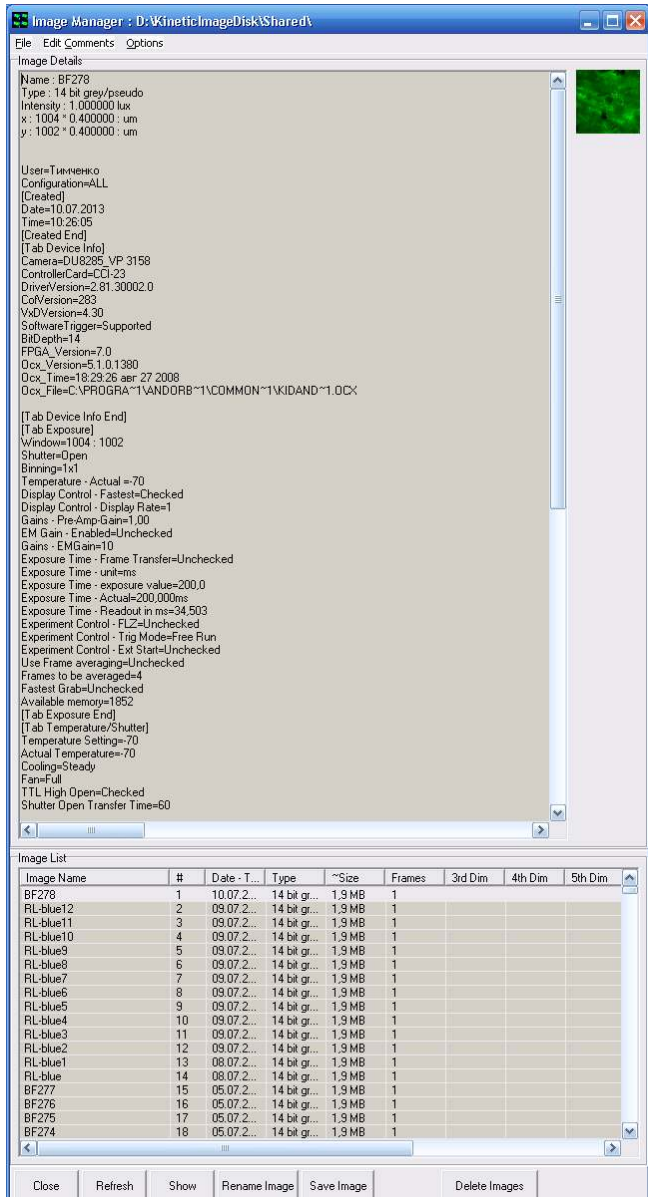 Image Manager : D:\KineticImageDisk\Shared\
File Edit Comments Options
Image Details
Name : BF278
Type : 14 bit grey/pseudo
Intensity : 1.000000 lux
x : 1004 * 0.400000 : um
y : 1002 * 0.400000 : um
User=Тимченко
Configuration=ALL
[Created]
Date=10.07.2013
Time=10:26:05
[Created End]
[Tab Device Info]
Camera=DU8285_VP 3158
ControllerCard=CCI-23
DriverVersion=2.81.30002.0
CofVersion=283
VxDVersion=4.30
SoftwareTrigger=Supported
BitDepth=14
FPGA_Version=7.0
Ocx_Version=5.1.0.1380
Ocx_Time=18:29:26 авг 27 2008
Ocx_File=C:\PROGRA~1\ANDORB~1\COMMON~1\KIDAND~1.OCX
[Tab Device Info End]
[Tab Exposure]
Window=1004 : 1002
Shutter=Open
Binning=1x1
Temperature - Actual =-70
Display Control - Fastest=Checked
Display Control - Display Rate=1
Gains - Pre-Amp-Gain=1,00
EM Gain - Enabled=Unchecked
Gains - EMGain=10
Exposure Time - Frame Transfer=Unchecked
Exposure Time - unit=ms
Exposure Time - exposure value=200,0
Exposure Time - Actual=200,000ms
Exposure Time - Readout in ms=34,503
Experiment Control - FLZ=Unchecked
Experiment Control - Trig Mode=Free Run
Experiment Control - Ext Start=Unchecked
Use Frame averaging=Unchecked
Frames to be averaged=4
Fastest Grab=Unchecked
Available memory=1852
[Tab Exposure End]
[Tab Temperature/Shutter]
Temperature Setting=-70
Actual Temperature=-70
Cooling=Steady
Fan=Full
TTL High Open=Checked
Shutter Open Transfer Time=60
Image List
Image Name # Date - T... Type ~Size Frames 3rd Dim 4th Dim 5th Dim
BF278 1 10.07.2... 14 bit gr... 1,9 MB 1
RL-blue12 2 09.07.2... 14 bit gr... 1,9 MB 1
RL-blue11 3 09.07.2... 14 bit gr... 1,9 MB 1
RL-blue10 4 09.07.2... 14 bit gr... 1,9 MB 1
RL-blue9 5 09.07.2... 14 bit gr... 1,9 MB 1
RL-blue8 6 09.07.2... 14 bit gr... 1,9 MB 1
RL-blue7 7 09.07.2... 14 bit gr... 1,9 MB 1
RL-blue6 8 09.07.2... 14 bit gr... 1,9 MB 1
RL-blue5 9 09.07.2... 14 bit gr... 1,9 MB 1
RL-blue4 10 09.07.2... 14 bit gr... 1,9 MB 1
RL-blue3 11 09.07.2... 14 bit gr... 1,9 MB 1
RL-blue2 12 09.07.2... 14 bit gr... 1,9 MB 1
RL-blue1 13 08.07.2... 14 bit gr... 1,9 MB 1
RL-blue 14 08.07.2... 14 bit gr... 1,9 MB 1
BF277 15 05.07.2... 14 bit gr... 1,9 MB 1
BF276 16 05.07.2... 14 bit gr... 1,9 MB 1
BF275 17 05.07.2... 14 bit gr... 1,9 MB 1
BF274 18 05.07.2... 14 bit gr... 1,9 MB 1
Close Refresh Show Rename Image Save Image Delete Images